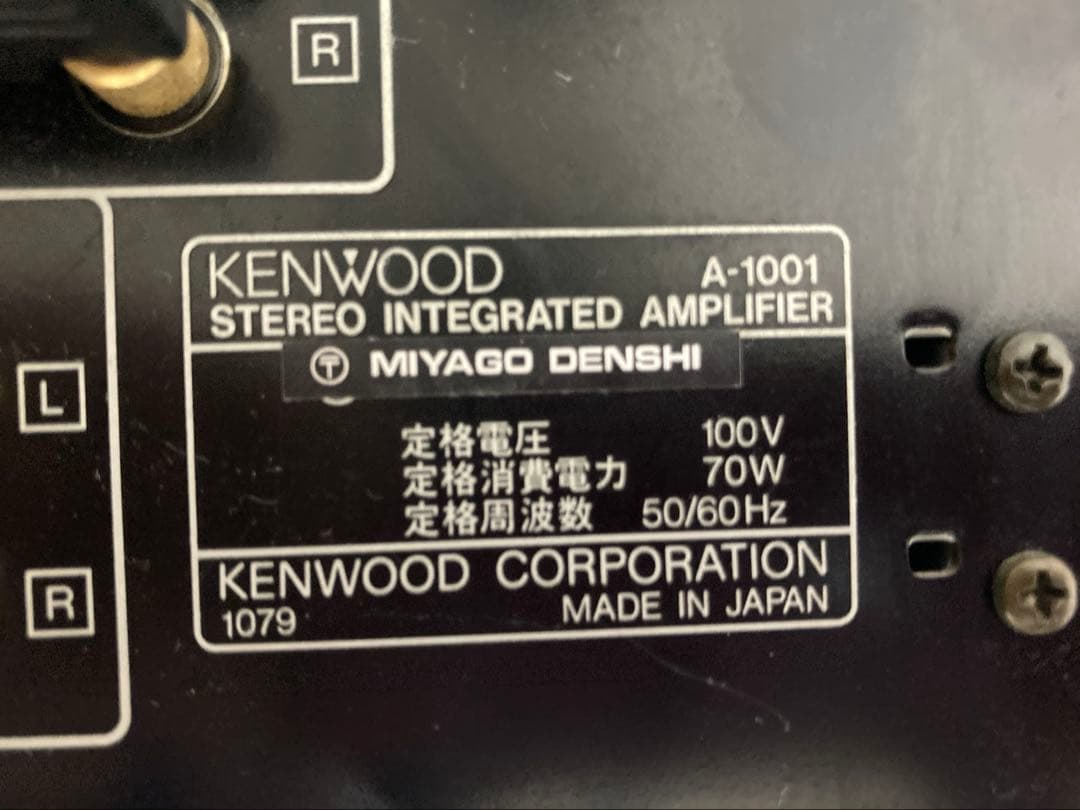 R
KENWOOD A-1001
STEREO INTEGRATED AMPLIFIER
〒 MIYAGO DENSHI
L
定格電圧 100V
定格消費電力 70W
定格周波数 50/60Hz
R
KENWOOD CORPORATION
1079 MADE IN JAPAN